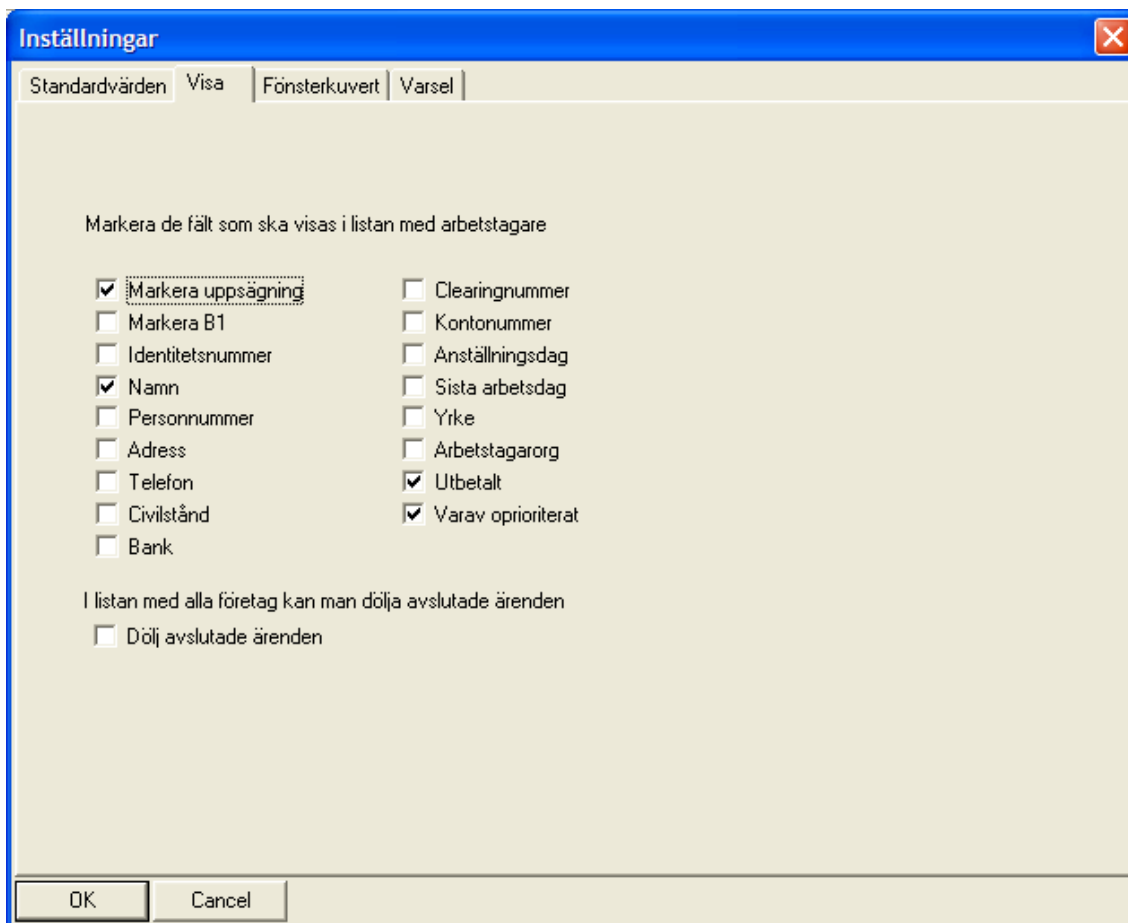 Inställningar
Standardvärden Visa Fönsterkuvert Varsel
Markera de fält som ska visas i listan med arbetstagare
Markera uppsägning
Markera B1
Identitetsnummer
Namn
Personnummer
Adress
Telefon
Civilstånd
Bank
Clearingnummer
Kontonummer
Anställningsdag
Sista arbetsdag
Yrke
Arbetstagarorg
Utbetalt
Varav oprioriterat
I listan med alla företag kan man dölja avslutade ärenden
Dölj avslutade ärenden
OK Cancel